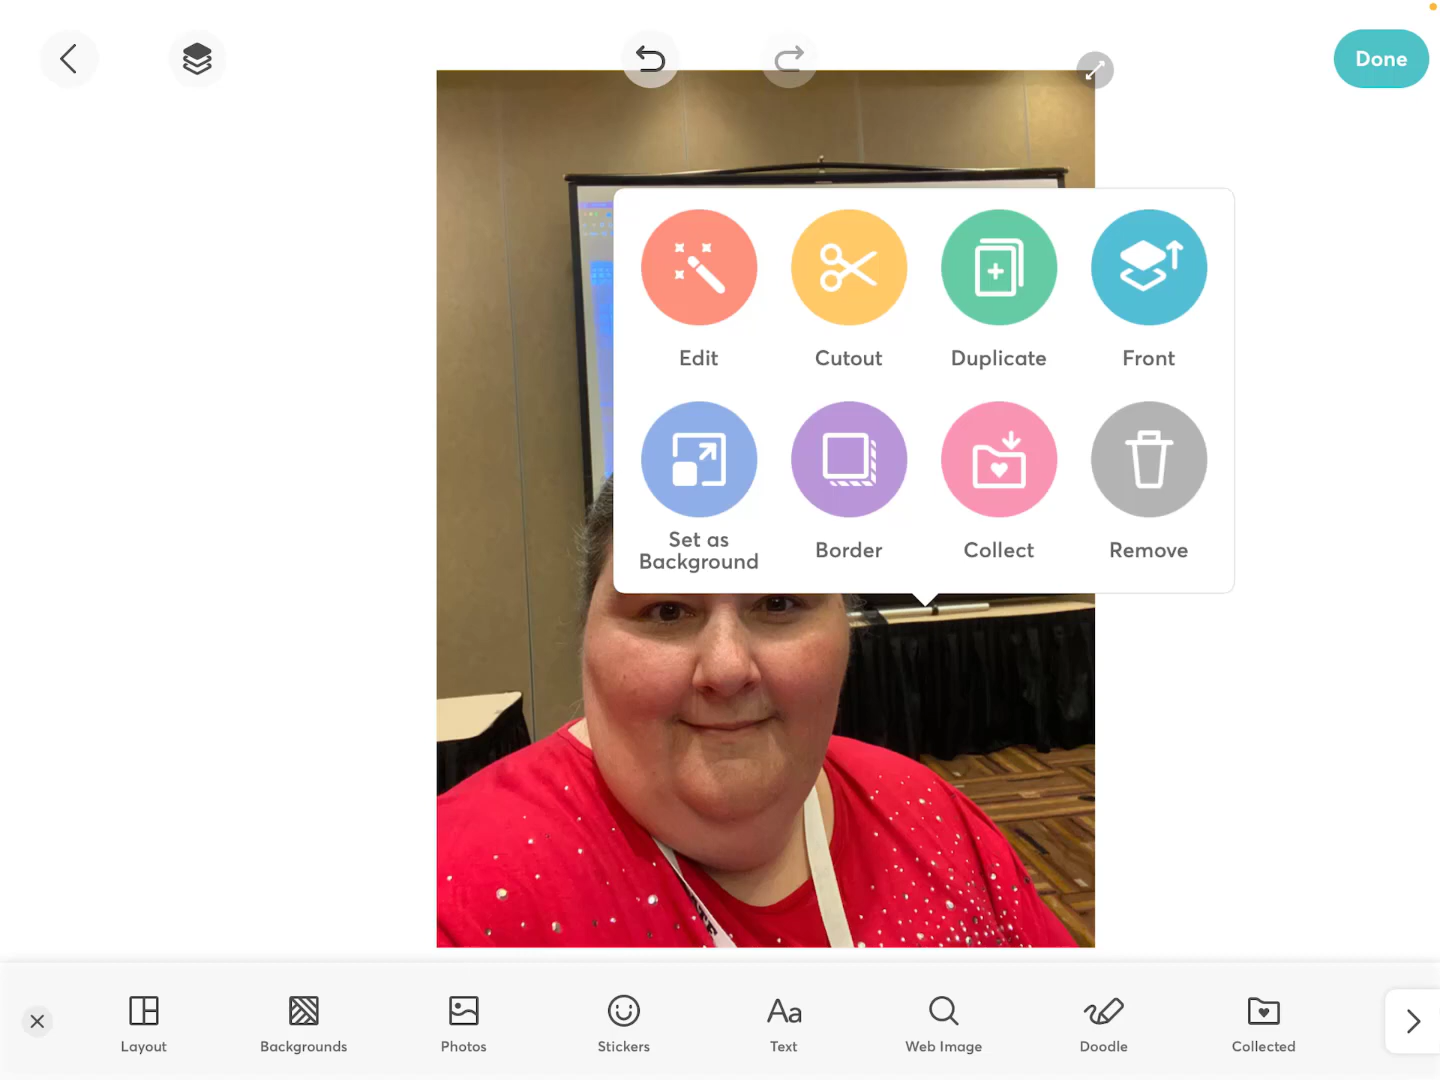 Done
Edit
Cutout
Duplicate
Front
Set as
Background
Border
Collect
Remove
Layout
Backgrounds
Photos
Stickers
Aa
Text
Web Image
Doodle
Collected